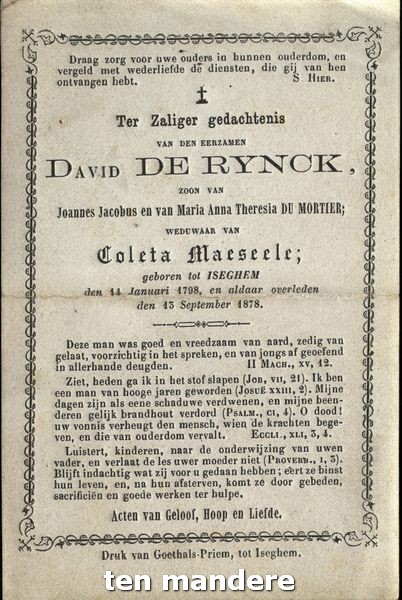 Draag zorg voor uwe ouders in hunnen ouderdom, en
vergeld met wederliefde de diensten, die gij van hen
ontvangen hebt. S HIER.
Ter Zaliger gedachtenis
VAN DEN EERZAMEN
DAVID DE RYNCK,
ZOON VAN
Joannes Jacobus en van Maria Anna Theresia DU MORTIER;
WEDUWAAR VAN
Coleta Maeseele;
geboren tot ISEGHEM
den 14 Januari 1798, en aldaar overleden
den 13 September 1878.
Deze man was goed en vreedzaam van aard, zedig van
gelaat, voorzichtig in het spreken, en van jongs af geoefend
in allerhande deugden. II MACH., XV, 12.
Ziet, heden ga ik in het stof slapen (JOB, VII, 21). Ik ben
een man van hooge jaren geworden (JOSUÉ XXIII, 2). Mijne
dagen zijn als eene schaduwe verdwenen, en mijne been-
deren gelijk brandhout verdord (PSALM., CI, 4). O dood!
uw vonnis verheugt den mensch, wien de krachten bege-
ven, en die van ouderdom vervalt. ECCLI., XLI, 3, 4.
Luistert, kinderen, naar de onderwijzing van uwen
vader, en verlaat de les uwer moeder niet (PROVERB., 1, 3).
Blijft indachtig wat zij voor u gedaan hebben; eert ze binst
hun leven, en, na hun afsterven, komt ze door gebeden,
sacrificiën en goede werken ter hulpe.
Acten van Geloof, Hoop en Liefde.
Druk van Goethals-Priem, tot Iseghem.
ten mandere